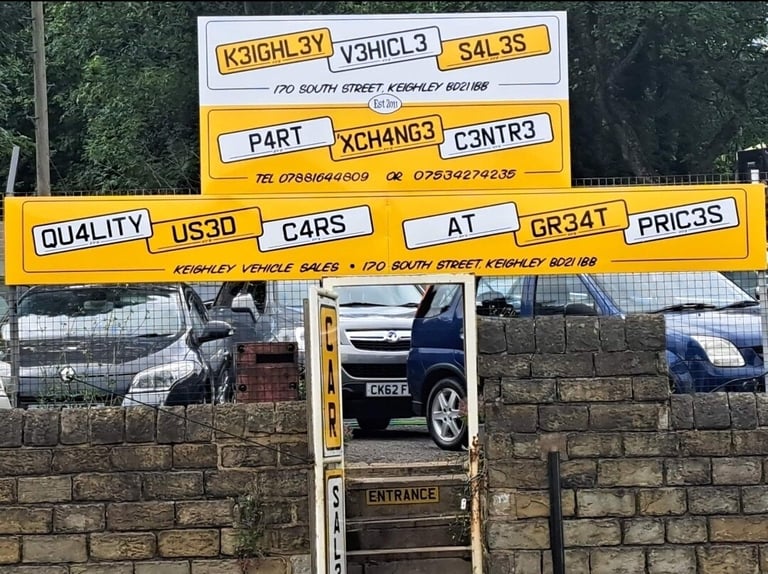 K3IGHL3Y V3HICL3 S4L3S
170 SOUTH STREET, KEIGHLEY BD21 1BB
Est 2011
P4RT 'XCH4NG3 C3NTR3
TEL 07881644809 OR 07534274235
QU4LITY US3D C4RS AT GR34T PRIC3S
KEIGHLEY VEHICLE SALES • 170 SOUTH STREET, KEIGHLEY BD21 1BB
CAR
SAL3
CK62 F
ENTRANCE